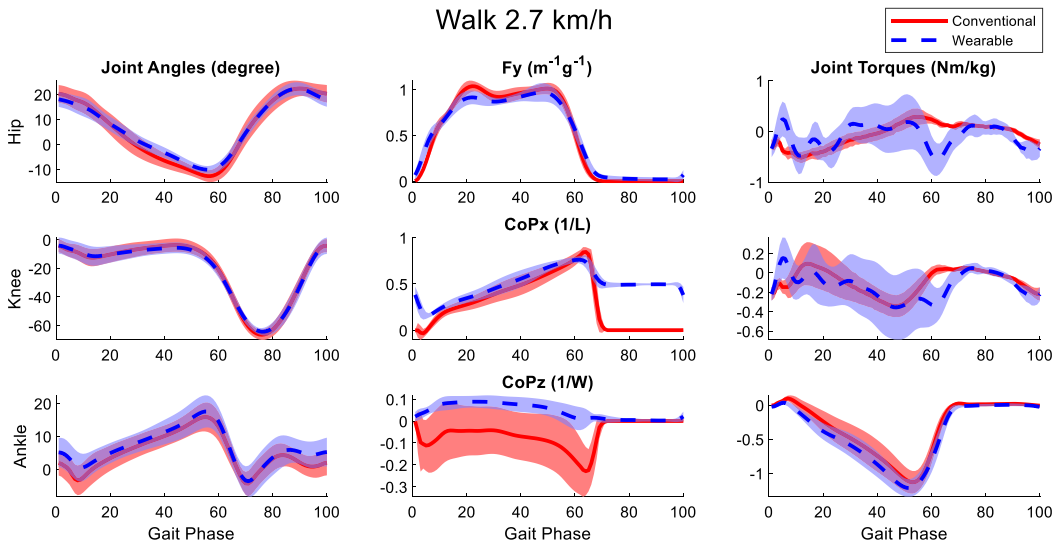 Walk 2.7 km/h
Conventional
Wearable
Joint Angles (degree)
Fy (m⁻¹g⁻¹)
Joint Torques (Nm/kg)
Hip
20
10
0
-10
0 20 40 60 80 100
1
0.5
0
0 20 40 60 80 100
1
0
-1
0 20 40 60 80 100
CoPx (1/L)
Knee
0
-20
-40
-60
0 20 40 60 80 100
1
0.5
0
0 20 40 60 80 100
0.2
0
-0.2
-0.4
-0.6
0 20 40 60 80 100
CoPz (1/W)
Ankle
20
10
0
0 20 40 60 80 100
Gait Phase
0.1
0
-0.1
-0.2
-0.3
0 20 40 60 80 100
Gait Phase
0
-0.5
-1
0 20 40 60 80 100
Gait Phase